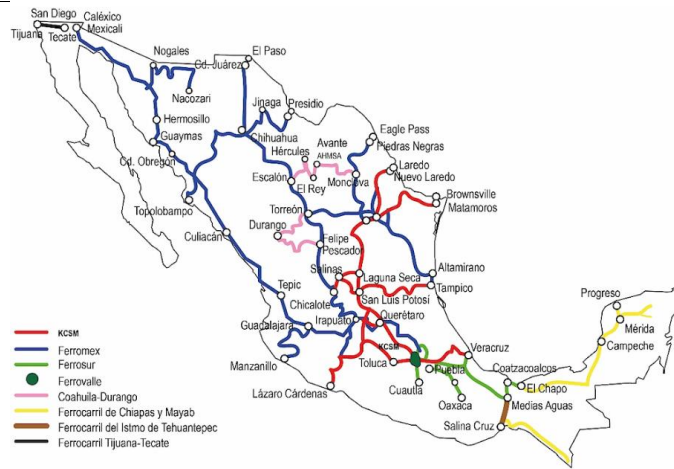 San Diego
Caléxico
Tijuana
Tecate
Mexicali
Nogales
El Paso
Cd. Juárez
Nacozari
Jinaga
Presidio
Hermosillo
Guaymas
Chihuahua
Eagle Pass
Piedras Negras
Cd. Obregón
Hércules
Avante
AHMSA
Escalón
El Rey
Monclova
Laredo
Nuevo Laredo
Brownsville
Matamoros
Topolobampo
Torreón
Culiacán
Durango
Felipe
Pescador
Salinas
Laguna Seca
Altamirano
Tampico
Tepic
Chicalote
San Luis Potosí
Guadalajara
Irapuato
Querétaro
Manzanillo
KCSM
Toluca
Puebla
Veracruz
Cuautla
Oaxaca
Lázaro Cárdenas
Coatzacoalcos
El Chapo
Medias Aguas
Salina Cruz
Progreso
Mérida
Campeche
KCSM
Ferromex
Ferrosur
Ferrovalle
Coahuila-Durango
Ferrocarril de Chiapas y Mayab
Ferrocarril del Istmo de Tehuantepec
Ferrocarril Tijuana-Tecate